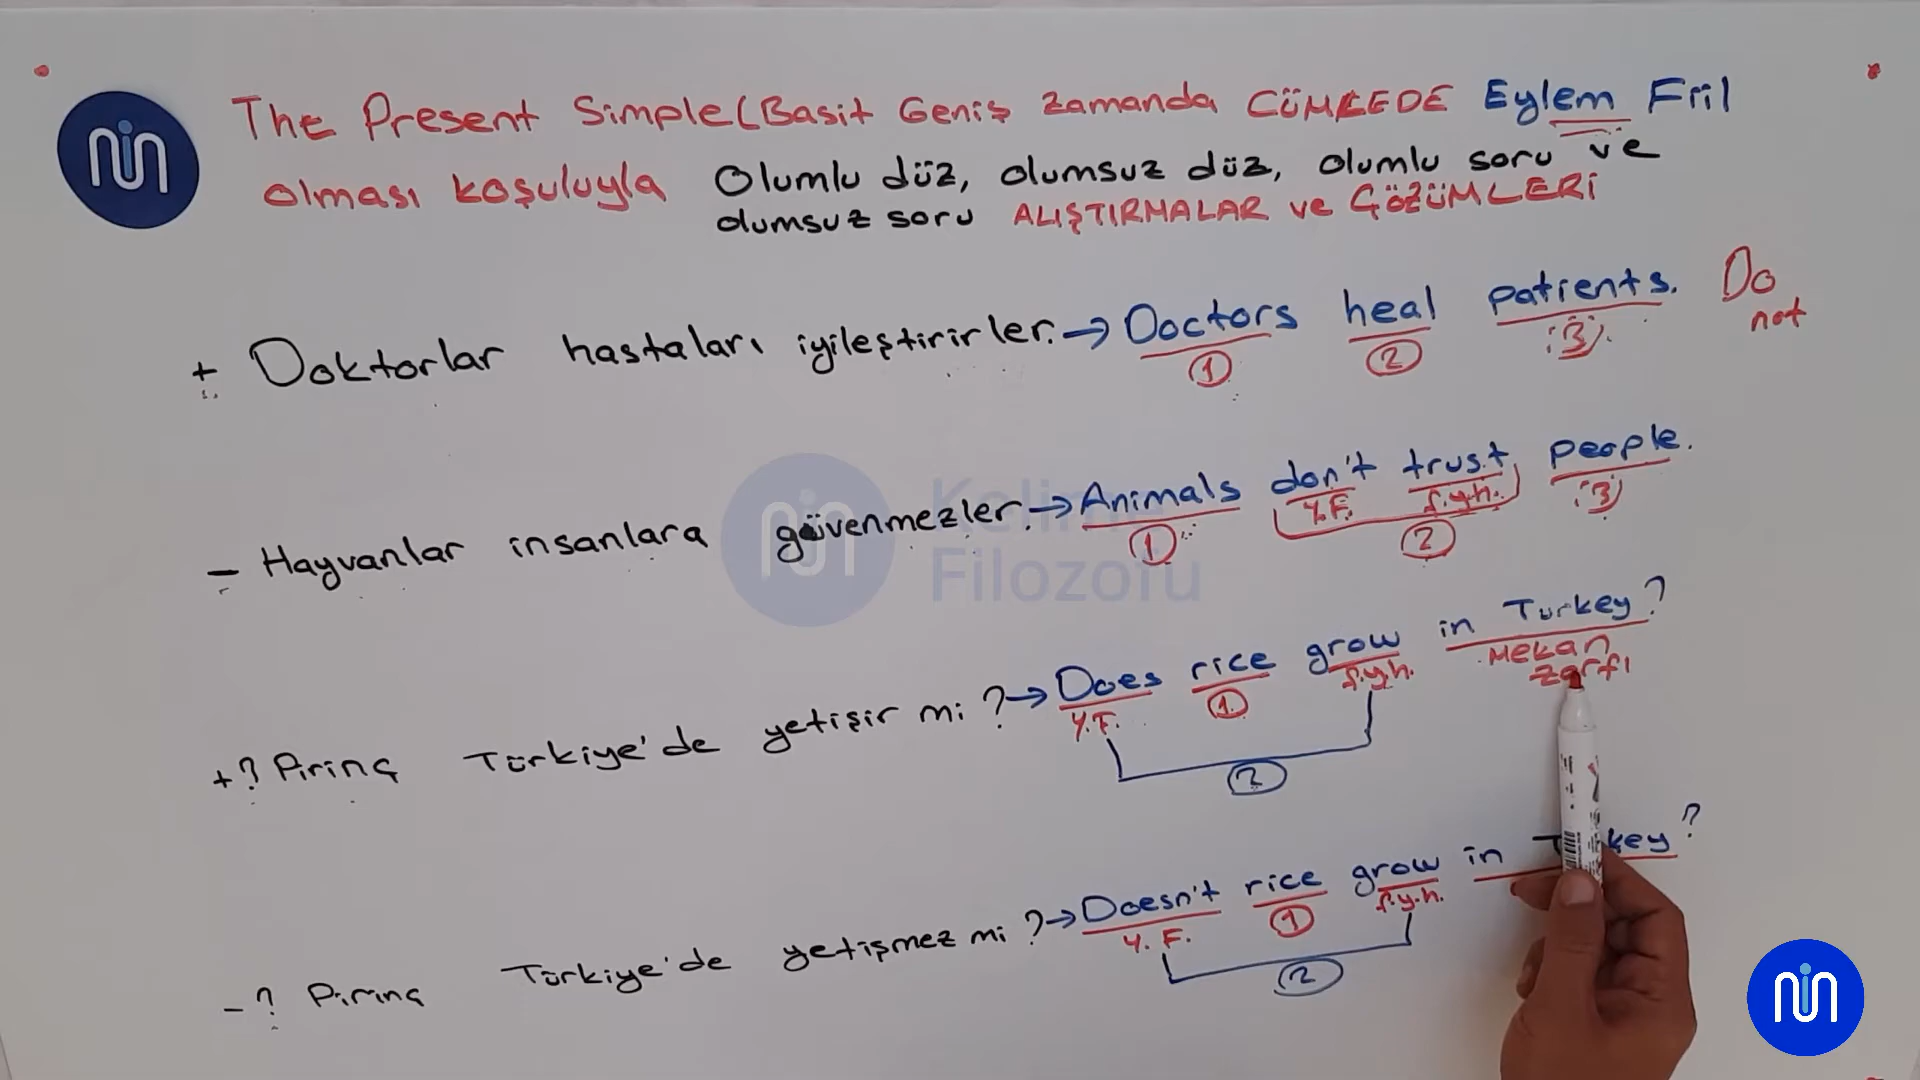 The Present Simple (Basit Geniş Zamanda CÜMLEDE Eylem Fiil
olması koşuluyla Olumlu düz, olumsuz düz, olumlu soru ve
olumsuz soru ALIŞTIRMALAR ve ÇÖZÜMLERİ
+ Doktorlar hastaları iyileştirirler. → Doctors heal patients. Do
not
1 2 3
- Hayvanlar insanlara güvenmezler. → Animals don't trust people.
Y.F. f.y.h.
1 2 3
Kelime
Filozofu
+? Pirinç Türkiye'de yetişir mi? → Does rice grow in Turkey?
Y.F. 1 f.y.h. Mekan
zarfı
2
-? Pirinç Türkiye'de yetişmez mi? → Doesn't rice grow in key?
Y.F. 1 f.y.h.
2